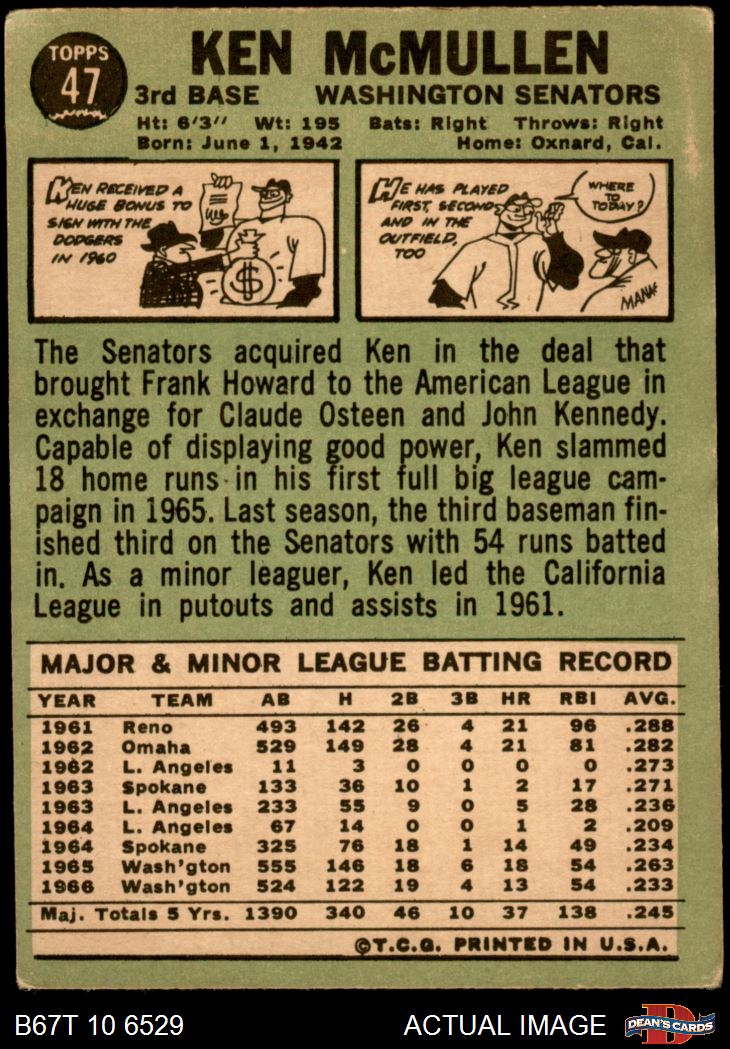 TOPPS
47
KEN McMULLEN
3rd BASE WASHINGTON SENATORS
Ht: 6'3" Wt: 195 Bats: Right Throws: Right
Born: June 1, 1942 Home: Oxnard, Cal.
KEN RECEIVED A
HUGE BONUS TO
SIGN WITH THE
DODGERS
IN 1960
$
HE HAS PLAYED
FIRST, SECOND
AND IN THE
OUTFIELD,
TOO
WHERE
TO
TODAY?
The Senators acquired Ken in the deal that
brought Frank Howard to the American League in
exchange for Claude Osteen and John Kennedy.
Capable of displaying good power, Ken slammed
18 home runs in his first full big league cam-
paign in 1965. Last season, the third baseman fin-
ished third on the Senators with 54 runs batted
in. As a minor leaguer, Ken led the California
League in putouts and assists in 1961.
MAJOR & MINOR LEAGUE BATTING RECORD
YEAR TEAM AB H 2B 3B HR RBI AVG.
1961 Reno 493 142 26 4 21 96 .288
1962 Omaha 529 149 28 4 21 81 .282
1962 L. Angeles 11 3 0 0 0 0 .273
1963 Spokane 133 36 10 1 2 17 .271
1963 L. Angeles 233 55 9 0 5 28 .236
1964 L. Angeles 67 14 0 0 1 2 .209
1964 Spokane 325 76 18 1 14 49 .234
1965 Wash'gton 555 146 18 6 18 54 .263
1966 Wash'gton 524 122 19 4 13 54 .233
Maj. Totals 5 Yrs. 1390 340 46 10 37 138 .245
©T.C.G. PRINTED IN U.S.A.
B67T 10 6529 ACTUAL IMAGE
D
DEAN'S CARDS